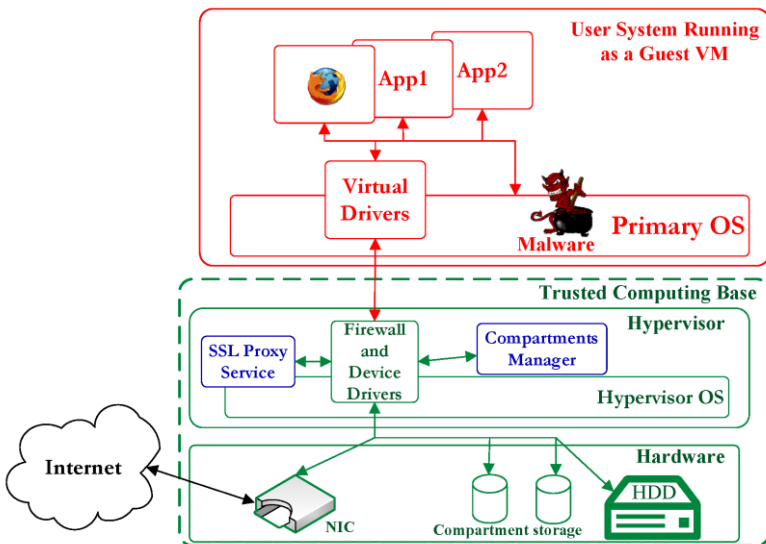 User System Running
as a Guest VM
App1
App2
Virtual
Drivers
Malware
Primary OS
Trusted Computing Base
Hypervisor
SSL Proxy
Service
Firewall
and
Device
Drivers
Compartments
Manager
Hypervisor OS
Internet
Hardware
NIC
Compartment storage
HDD